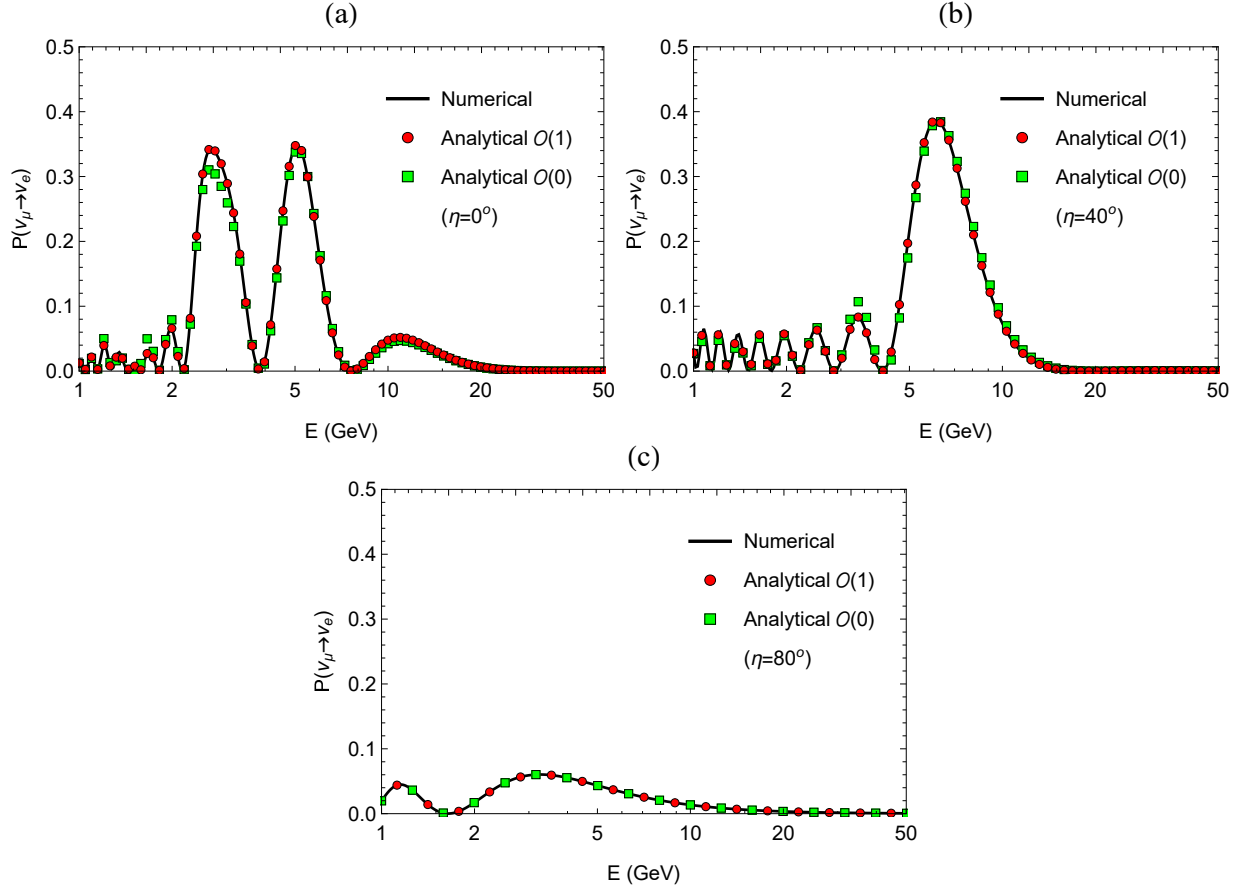 (a)
0.5
0.4
0.3
0.2
0.1
0.0
P(νμ→νe)
Numerical
Analytical O(1)
Analytical O(0)
(η=0o)
1 2 5 10 20 50
E (GeV)
(b)
0.5
0.4
0.3
0.2
0.1
0.0
P(νμ→νe)
Numerical
Analytical O(1)
Analytical O(0)
(η=40o)
1 2 5 10 20 50
E (GeV)
(c)
0.5
0.4
0.3
0.2
0.1
0.0
P(νμ→νe)
Numerical
Analytical O(1)
Analytical O(0)
(η=80o)
1 2 5 10 20 50
E (GeV)